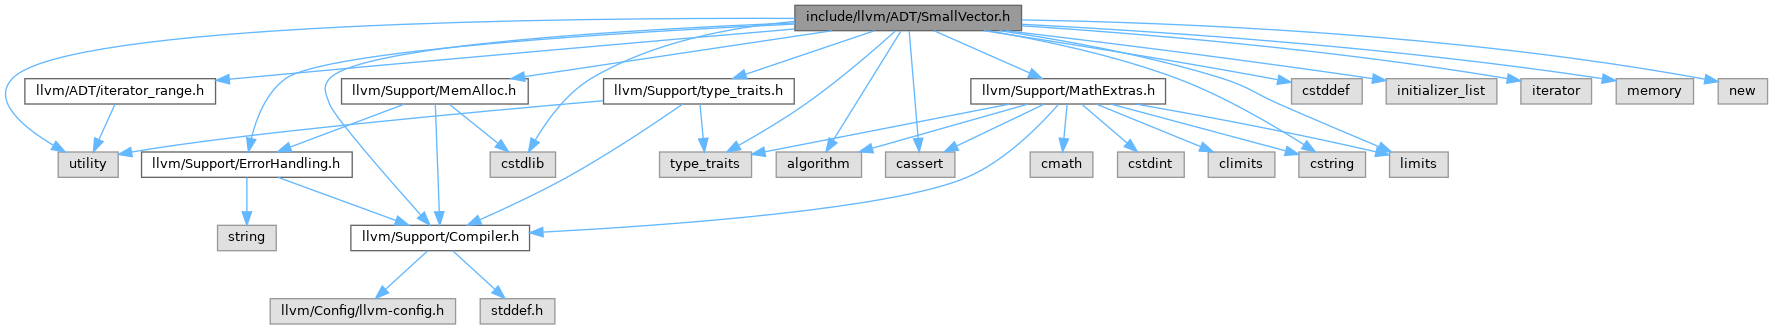 include/llvm/ADT/SmallVector.h
llvm/ADT/iterator_range.h
llvm/Support/MemAlloc.h
llvm/Support/type_traits.h
llvm/Support/MathExtras.h
cstddef
initializer_list
iterator
memory
new
utility
llvm/Support/ErrorHandling.h
cstdlib
type_traits
algorithm
cassert
cmath
cstdint
climits
cstring
limits
string
llvm/Support/Compiler.h
llvm/Config/llvm-config.h
stddef.h